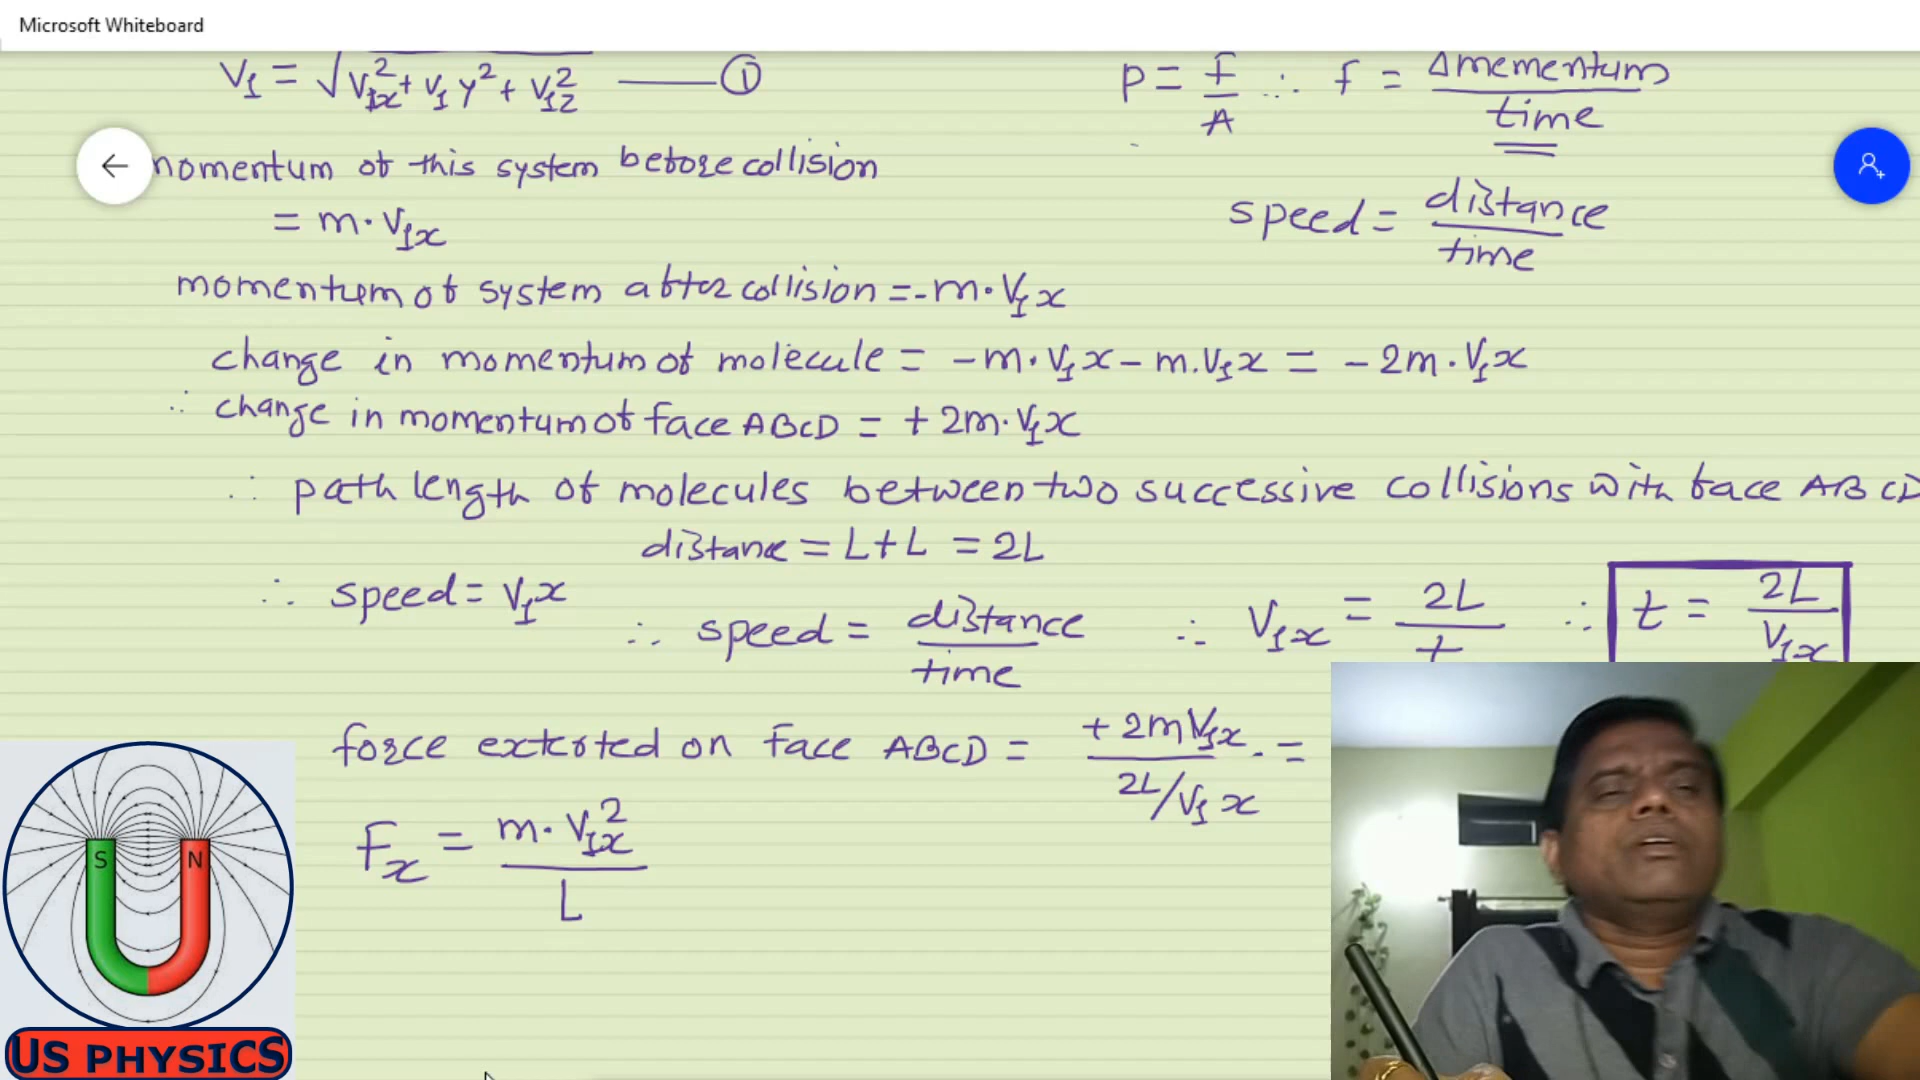 Microsoft Whiteboard
V₁ = √V₁x² + V₁y² + V₁z² —— ①
P = f/A ∴ f = Δmementum/time
momentum of this system before collision
= m·V₁x
speed = distance/time
momentum of system after collision = -m·V₁x
change in momentum of molecule = -m·V₁x - m.V₁x = -2m·V₁x
∴ change in momentum of face ABCD = +2m·V₁x
∴ path length of molecules between two successive collisions with face ABCD
distance = L+L = 2L
∴ speed = V₁x
∴ speed = distance/time ∴ V₁x = 2L/t ∴ t = 2L/V₁x
force exterted on face ABCD = +2mV₁x/2L/V₁x =
Fx = m·V₁x²/L
S N
US PHYSICS